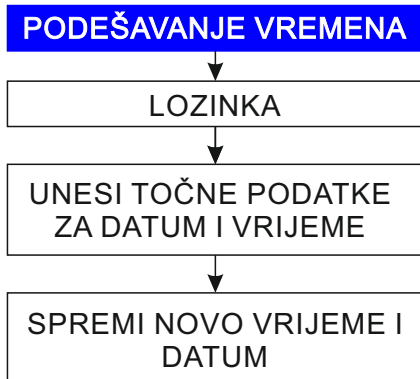 PODEŠAVANJE VREMENA
LOZINKA
UNESI TOČNE PODATKE
ZA DATUM I VRIJEME
SPREMI NOVO VRIJEME I
DATUM